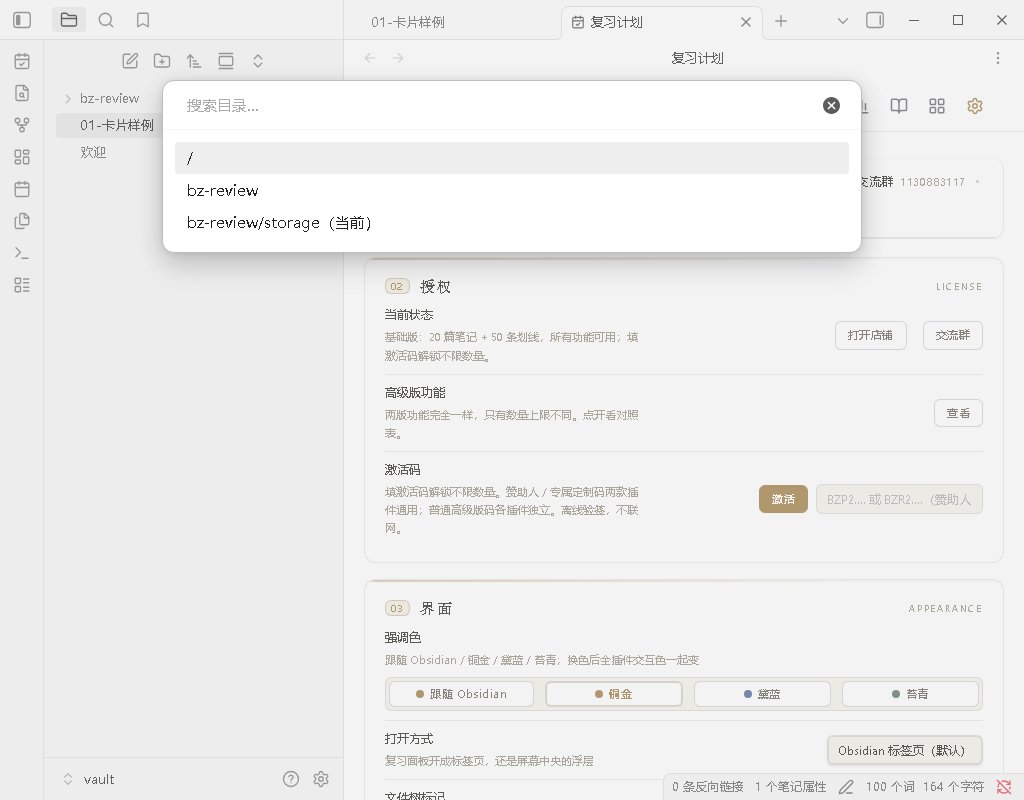 01-卡片样例
复习计划
复习计划
bz-review
01-卡片样例
欢迎
搜索目录...
/
bz-review
bz-review/storage（当前）
交流群 1130883117
02 授权 LICENSE
当前状态
基础版：20 篇笔记 + 50 条划线，所有功能可用；填
激活码解锁不限数量。
打开店铺
交流群
高级版功能
两版功能完全一样，只有数量上限不同。点开看对照
表。
查看
激活码
填激活码解锁不限数量。赞助人 / 专属定制码两款插
件通用；普通高级版码各插件独立。离线验签，不联
网。
激活
BZP2.... 或 BZR2....（赞助人
03 界面 APPEARANCE
强调色
跟随 Obsidian / 铜金 / 黛蓝 / 苔青；换色后全插件交互色一起变
跟随 Obsidian
铜金
黛蓝
苔青
打开方式
复习面板开成标签页，还是屏幕中央的浮层
Obsidian 标签页（默认）
文件树标记
vault
0 条反向链接 1 个笔记属性 100 个词 164 个字符